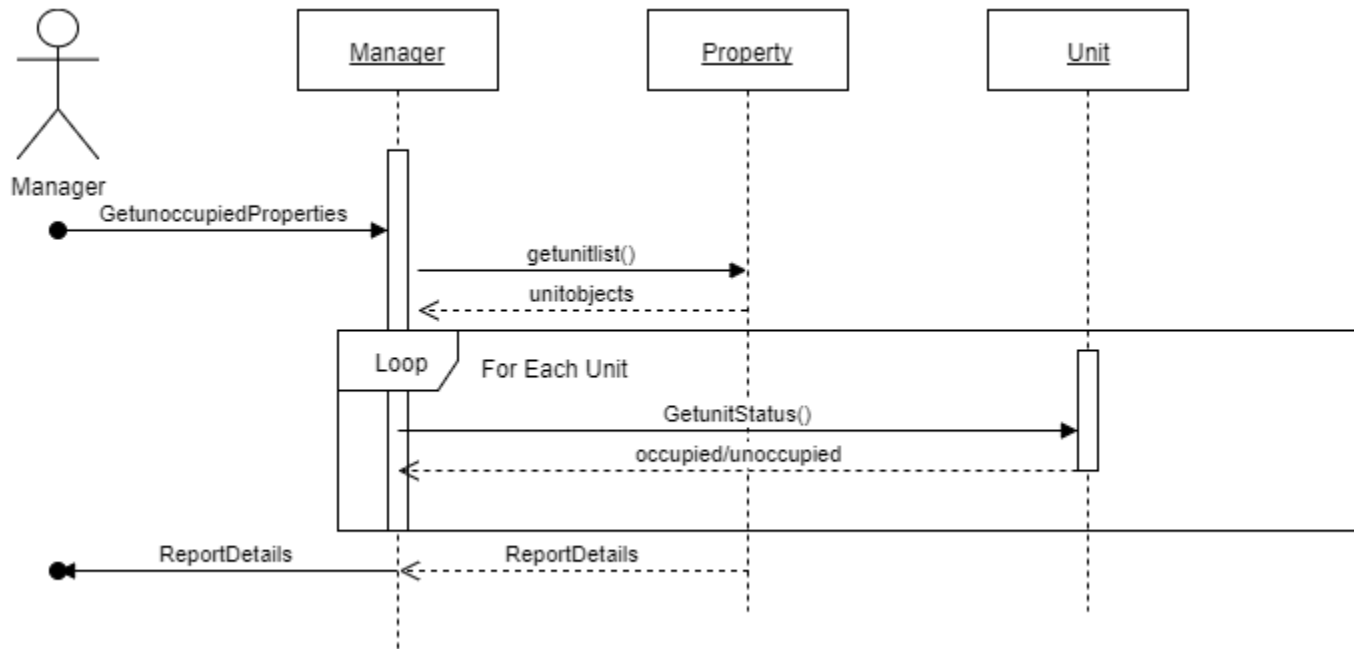 Manager
Property
Unit
Manager
GetunoccupiedProperties
getunitlist()
unitobjects
Loop
For Each Unit
GetunitStatus()
occupied/unoccupied
ReportDetails
ReportDetails